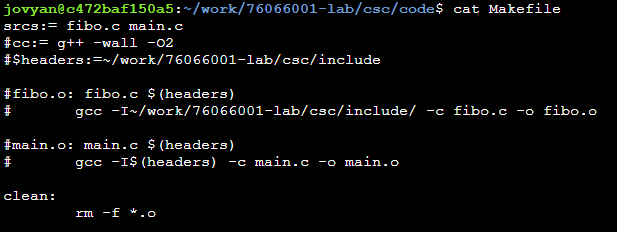 jovyan@c472baf150a5:~/work/76066001-lab/csc/code$ cat Makefile
srcs:= fibo.c main.c
#cc:= g++ -wall -O2
#$headers:=~/work/76066001-lab/csc/include
#fibo.o: fibo.c $(headers)
#       gcc -I~/work/76066001-lab/csc/include/ -c fibo.c -o fibo.o
#main.o: main.c $(headers)
#       gcc -I$(headers) -c main.c -o main.o
clean:
        rm -f *.o